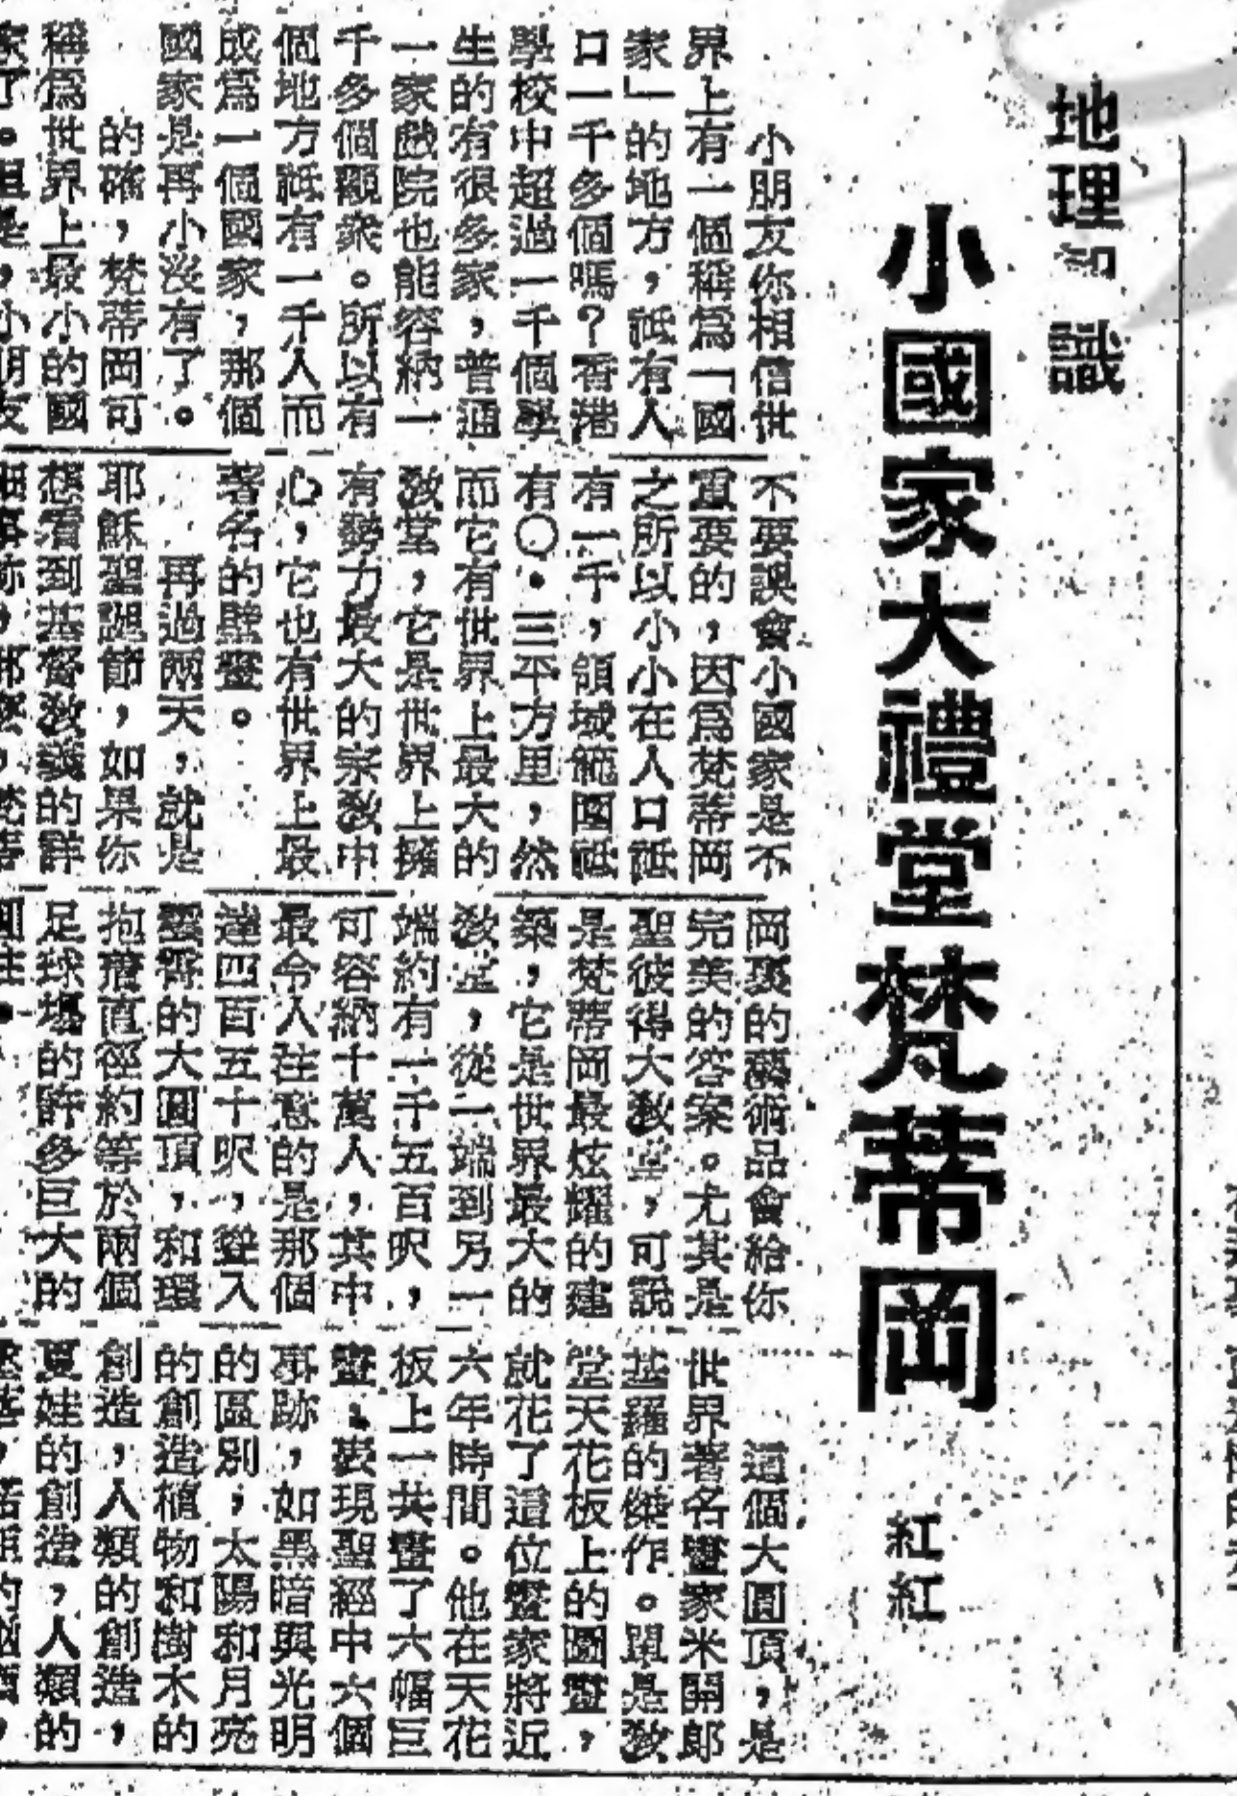 地理知識
小國家大禮堂梵蒂岡
紅紅
小朋友你相信世
界上有一個稱爲「國
家」的地方，祗有人
口一千多個嗎？香港
學校中超過一千個學
生的有很多家，普通
一家戲院也能容納一
千多個觀衆。所以有
個地方祗有一千人而
成爲一個國家，那個
國家是再小沒有了。
的確，梵蒂岡可
稱爲世界上最小的國
不要誤會小國家是不
重要的，因爲梵蒂岡
之所以小小在人口祗
有一千，領域範圍祗
有〇・三平方里，然
而它有世界上最大的
敎堂，它是世界上擁
有勢力最大的宗敎中
心，它也有世界上最
著名的壁畫。
再過兩天，就是
耶穌聖誕節，如果你
想看到基督敎義的詳
岡裏的藝術品會給你
完美的答案。尤其是
聖彼得大敎堂，可說
是梵蒂岡最炫耀的建
築，它是世界最大的
敎堂，從一端到另一
端約有一千五百呎，
可容納十萬人，其中
最令人注意的是那個
達四百五十呎，聳入
雲霄的大圓頂，和環
抱着直徑約等於兩個
足球場的許多巨大的
圓柱。
這個大圓頂，是
世界著名畫家米開郎
基羅的傑作。單是敎
堂天花板上的圖畫，
就花了這位畫家將近
六年時間。他在天花
板上一共畫了六幅巨
畫：表現聖經中六個
事跡，如黑暗與光明
的區別，太陽和月亮
的創造植物和樹木的
創造，人類的創造，
夏娃的創造，人類的